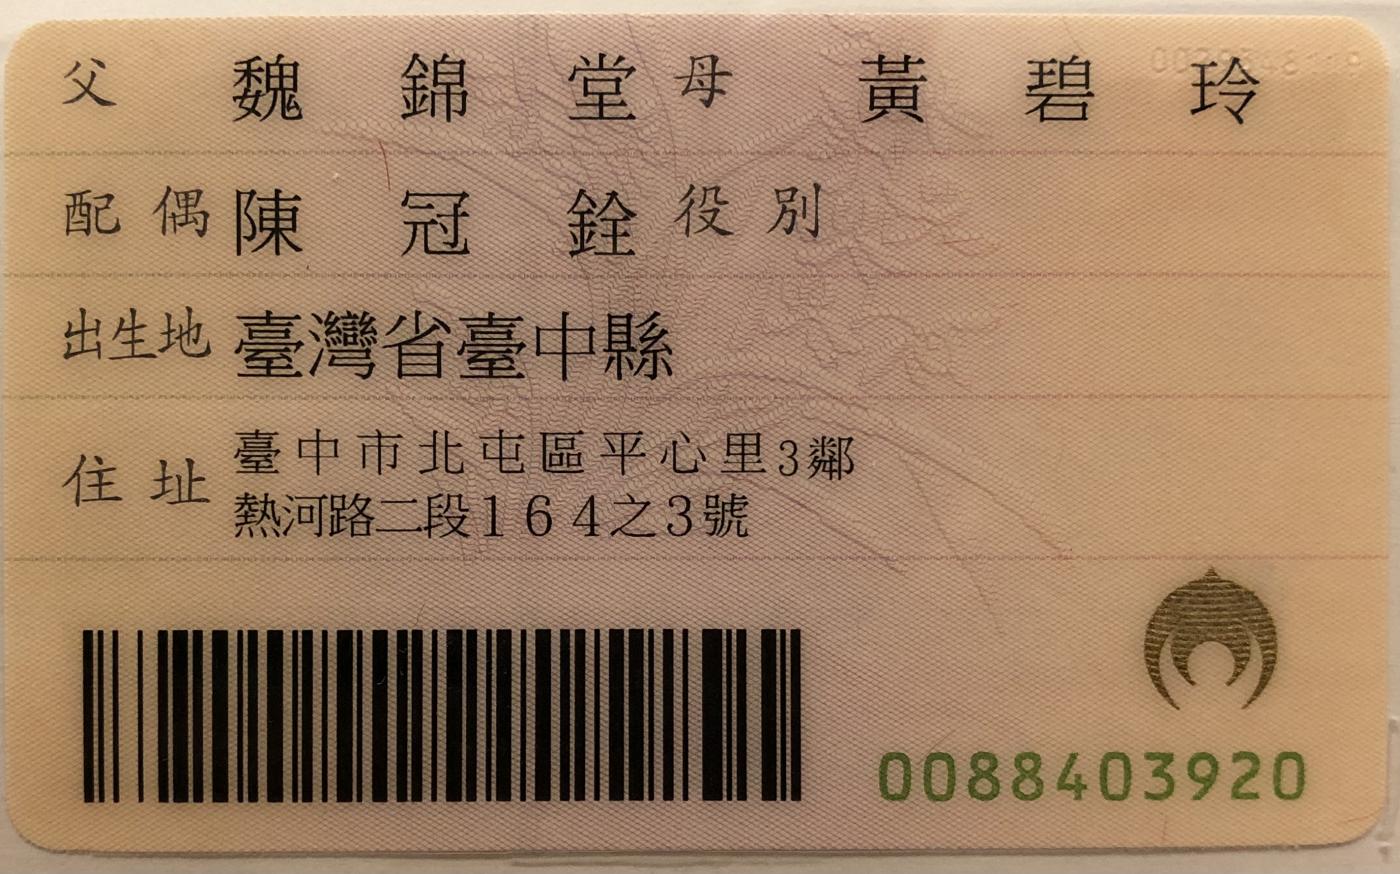 父 魏錦堂 母 黃碧玲
配偶 陳冠銓 役別
出生地 臺灣省臺中縣
住址 臺中市北屯區平心里3鄰
熱河路二段164之3號
0088403920